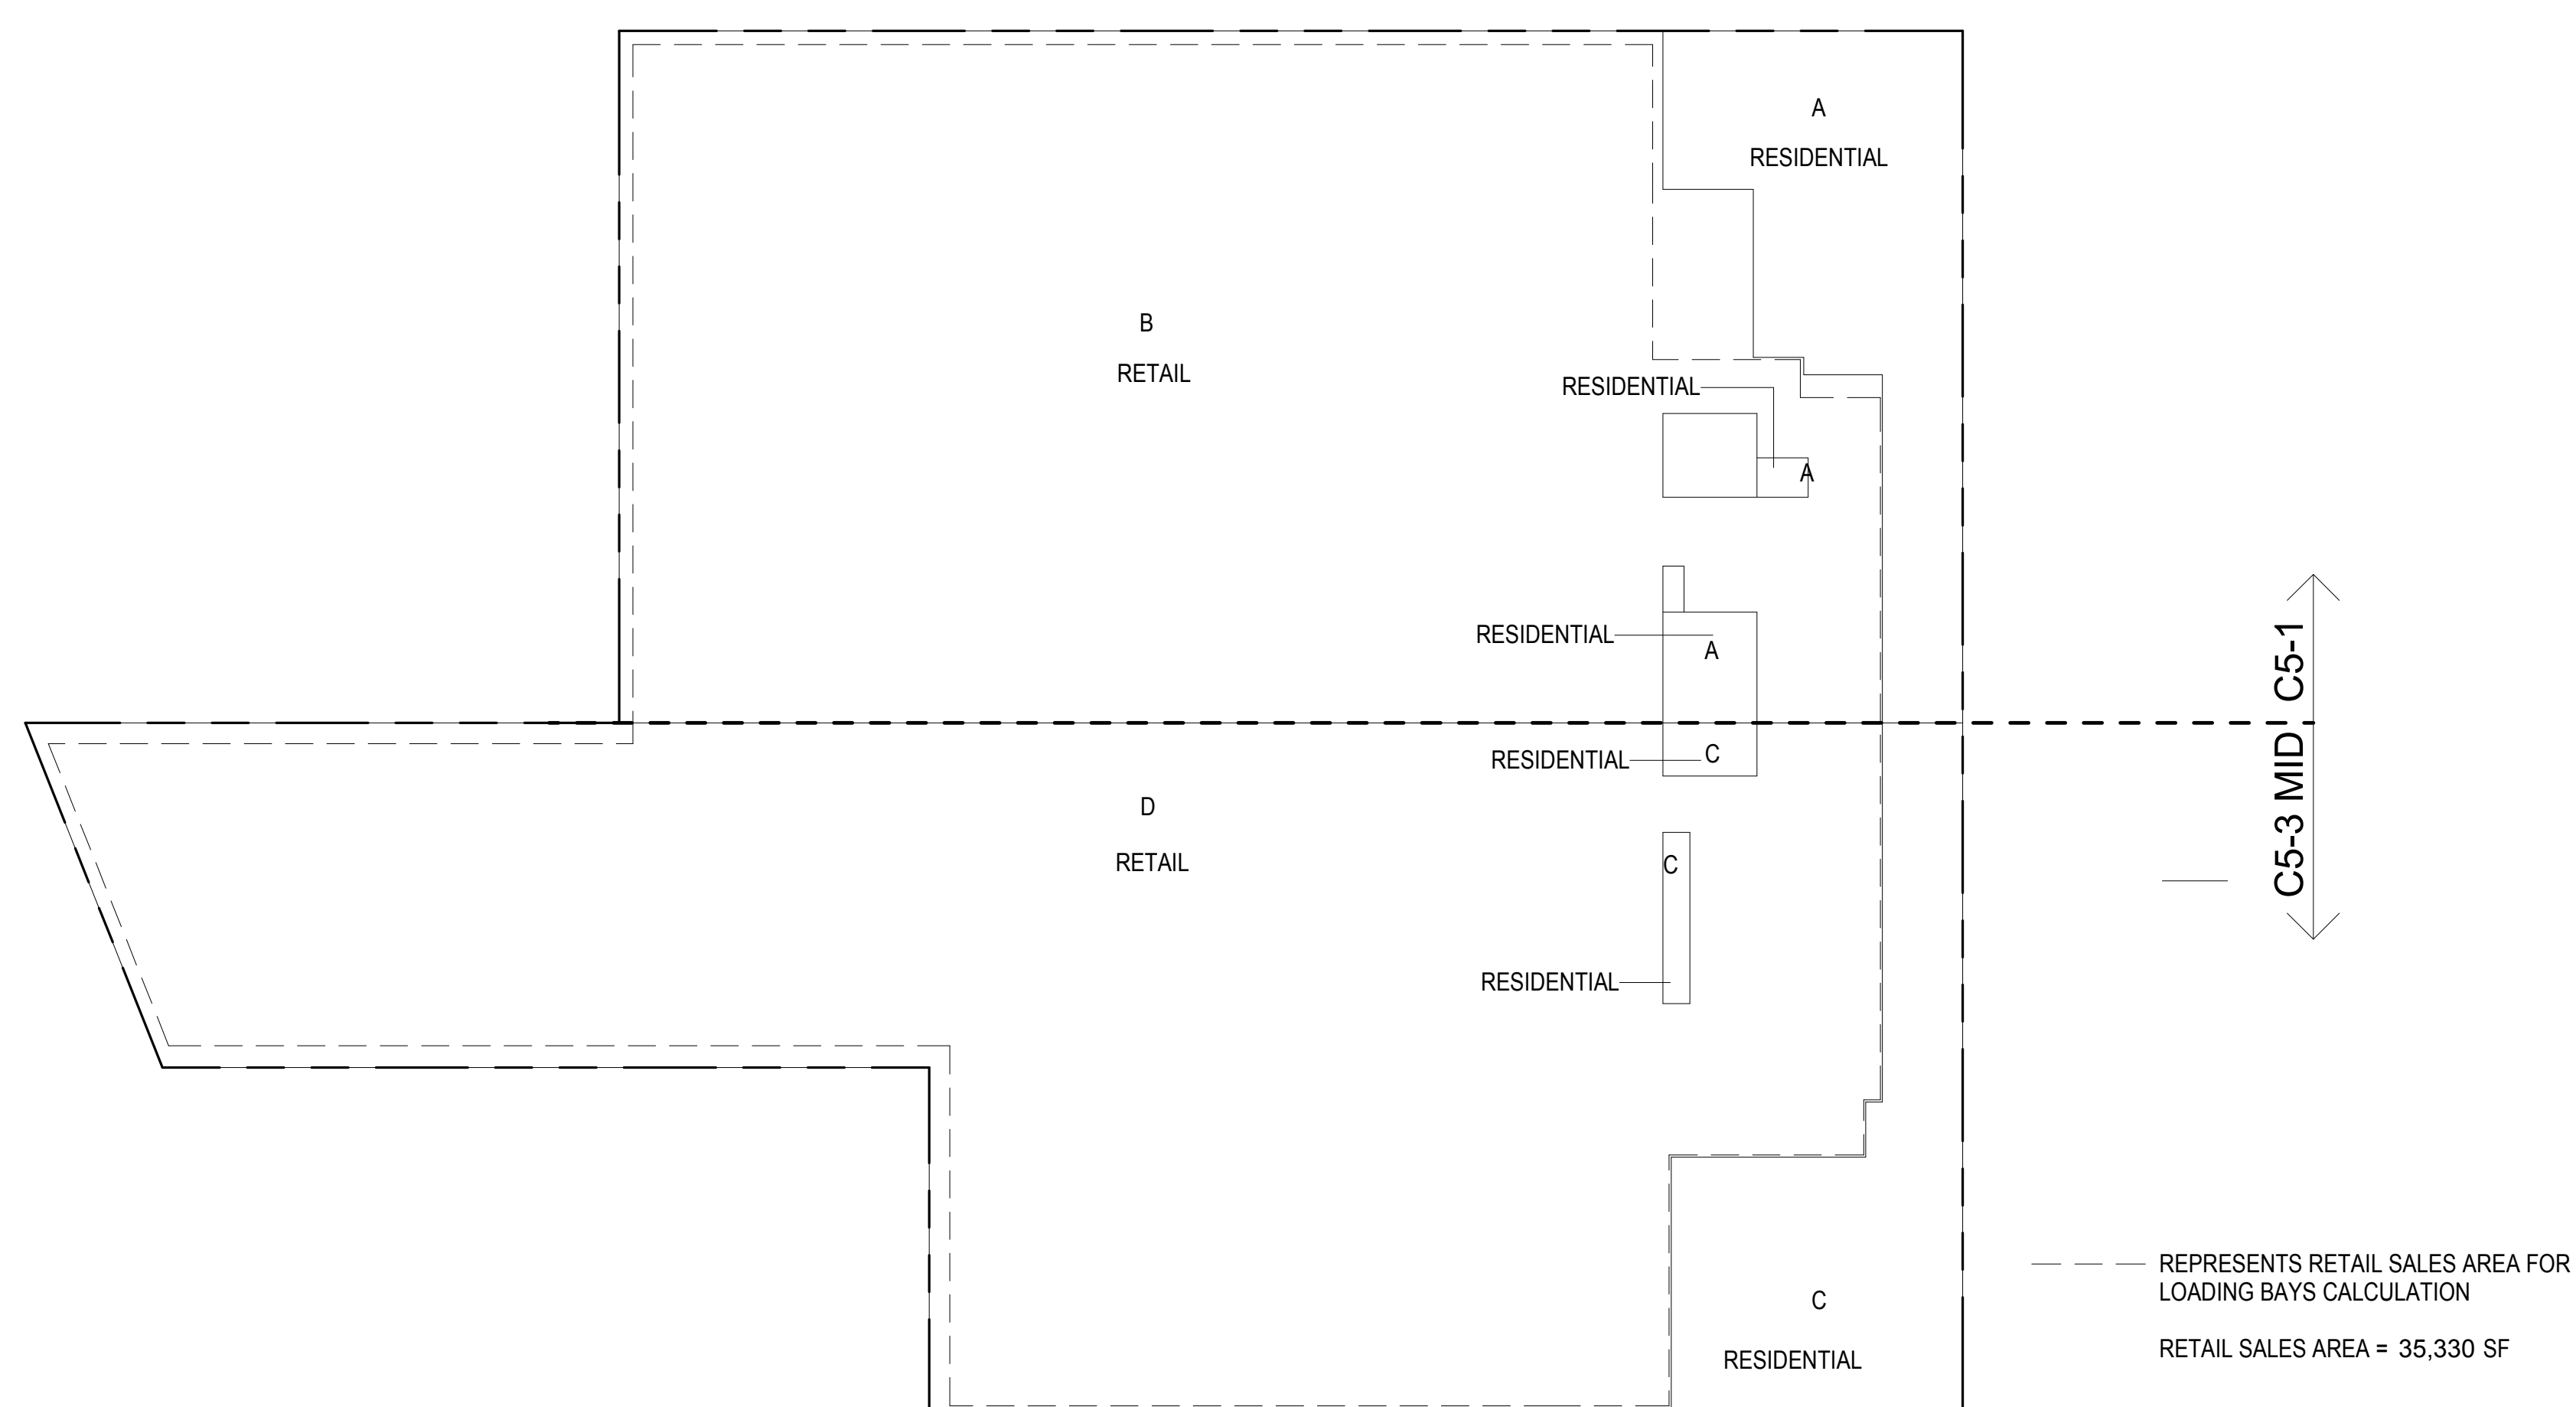 A
RESIDENTIAL
B
RETAIL
RESIDENTIAL
A
RESIDENTIAL
A
C5-1
C5-3 MID
RESIDENTIAL
C
D
RETAIL
C
RESIDENTIAL
REPRESENTS RETAIL SALES AREA FOR
LOADING BAYS CALCULATION
C
RETAIL SALES AREA = 35,330 SF
RESIDENTIAL